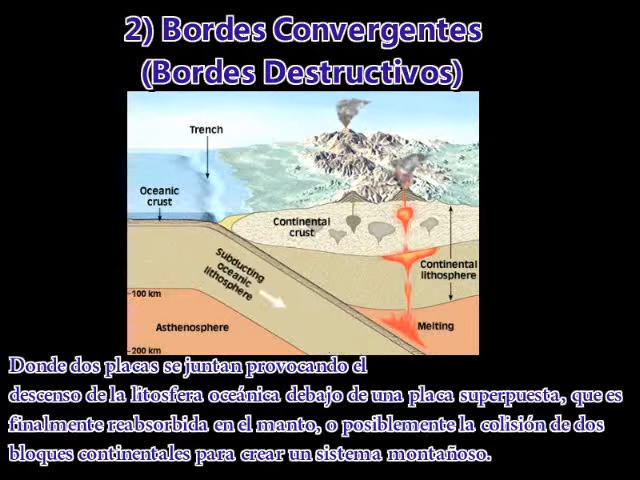 2) Bordes Convergentes
(Bordes Destructivos)
Trench
Oceanic
crust
Continental
crust
Subducting
oceanic
lithosphere
Continental
lithosphere
100 km
Asthenosphere
Melting
200 km
Donde dos placas se juntan provocando el
descenso de la litosfera oceánica debajo de una placa superpuesta, que es
finalmente reabsorbida en el manto, o posiblemente la colisión de dos
bloques continentales para crear un sistema montañoso.